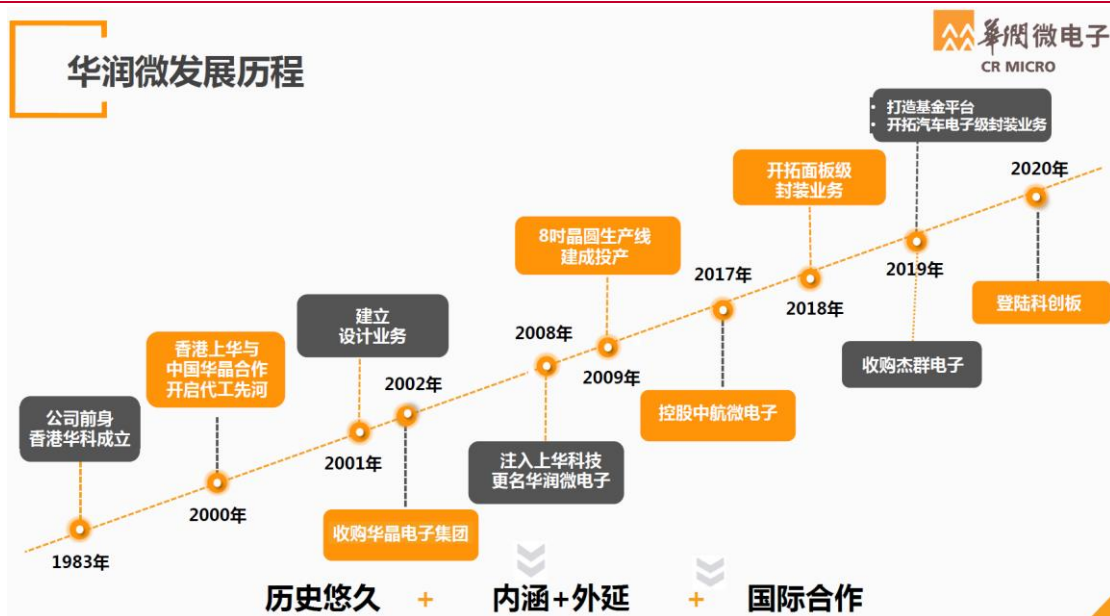 华润微发展历程
華润微电子
CR MICRO
公司前身
香港华科成立
1983年
香港上华与
中国华晶合作
开启代工先河
2000年
建立
设计业务
2001年
2002年
收购华晶电子集团
2008年
注入上华科技
更名华润微电子
8吋晶圆生产线
建成投产
2009年
2017年
控股中航微电子
开拓面板级
封装业务
2018年
• 打造基金平台
• 开拓汽车电子级封装业务
2019年
收购杰群电子
2020年
登陆科创板
历史悠久 + 内涵+外延 + 国际合作